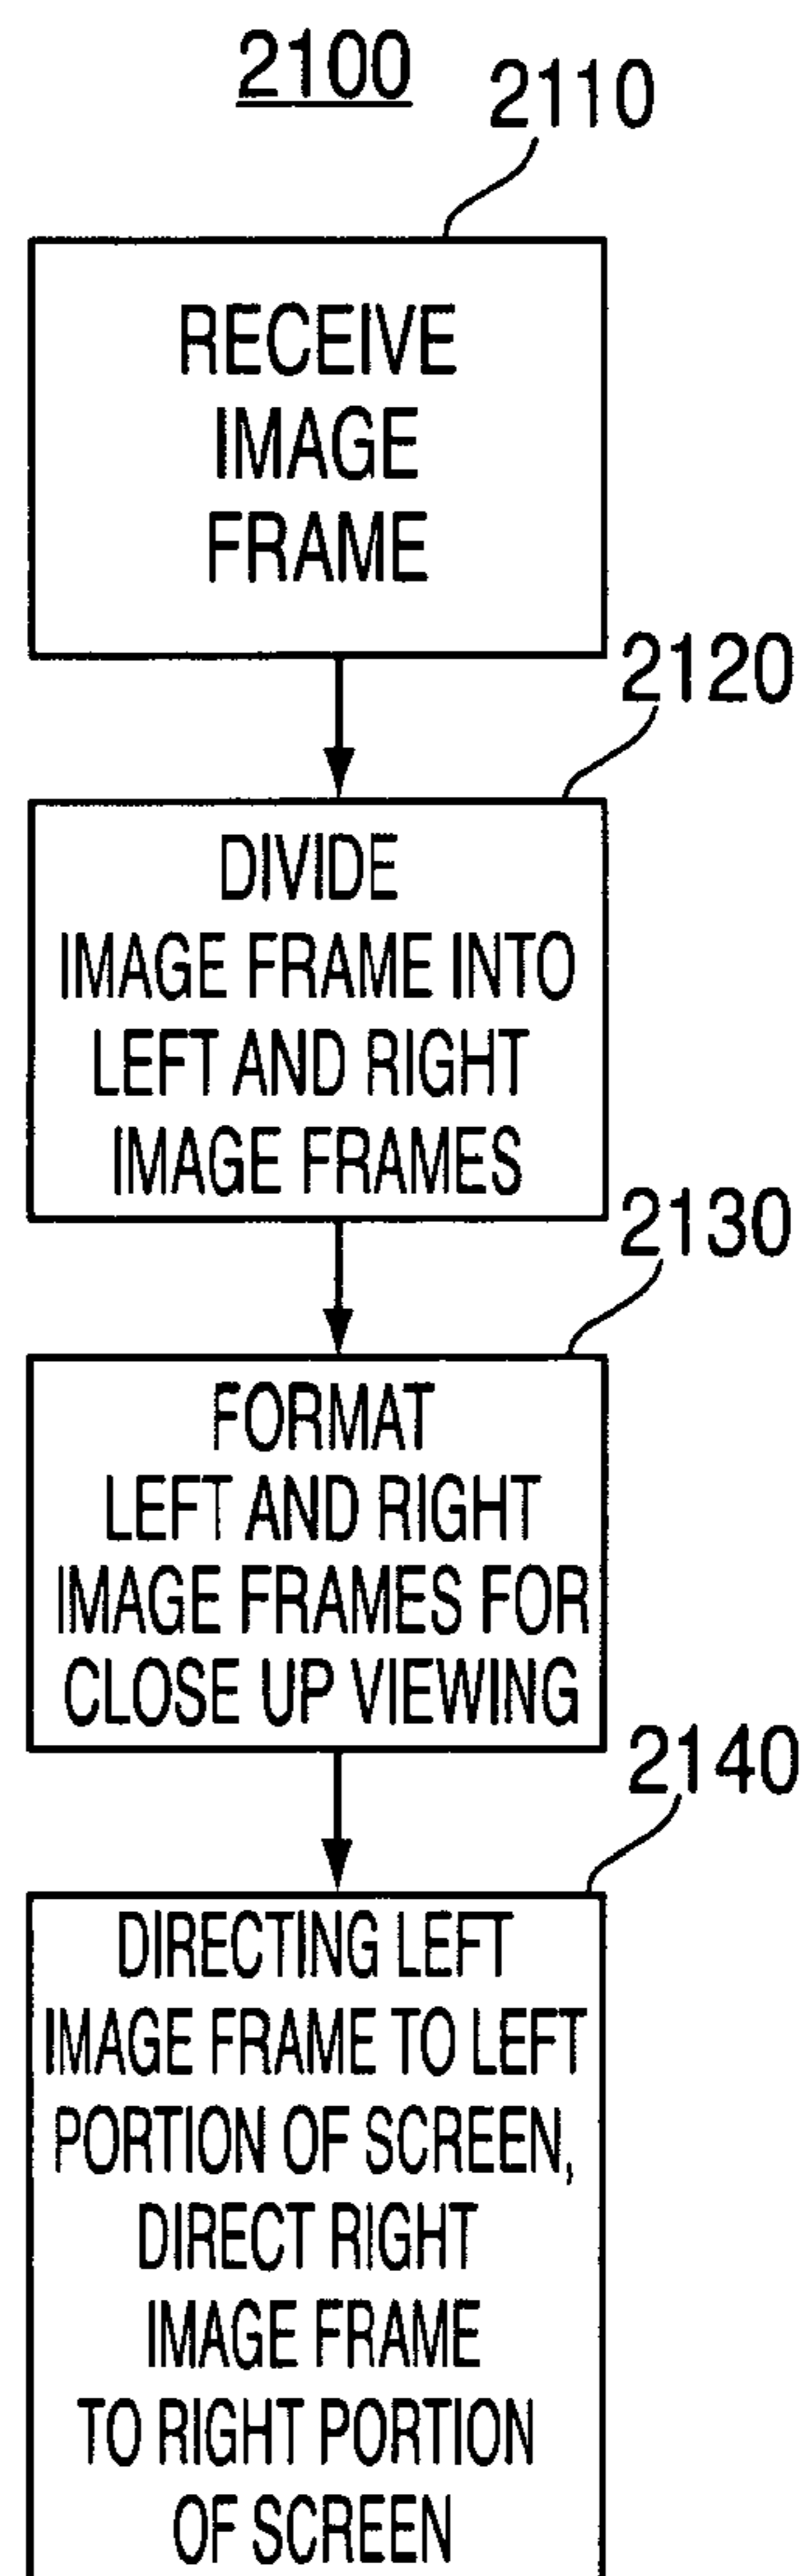 2100
2110
RECEIVE
IMAGE
FRAME
2120
DIVIDE
IMAGE FRAME INTO
LEFT AND RIGHT
IMAGE FRAMES
2130
FORMAT
LEFT AND RIGHT
IMAGE FRAMES FOR
CLOSE UP VIEWING
2140
DIRECTING LEFT
IMAGE FRAME TO LEFT
PORTION OF SCREEN,
DIRECT RIGHT
IMAGE FRAME
TO RIGHT PORTION
OF SCREEN